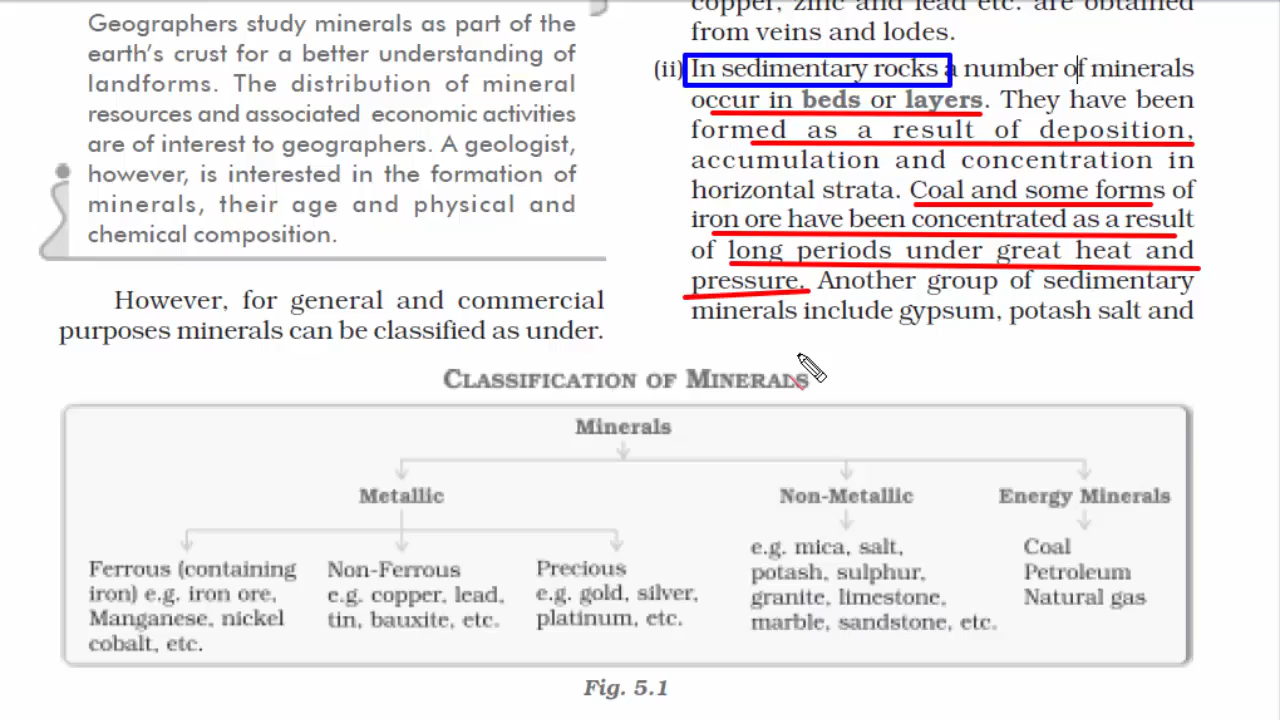 Geographers study minerals as part of the
earth's crust for a better understanding of
landforms. The distribution of mineral
resources and associated economic activities
are of interest to geographers. A geologist,
however, is interested in the formation of
minerals, their age and physical and
chemical composition.
However, for general and commercial
purposes minerals can be classified as under.
copper, zinc and lead etc. are obtained
from veins and lodes.
(ii) In sedimentary rocks a number of minerals
occur in beds or layers. They have been
formed as a result of deposition,
accumulation and concentration in
horizontal strata. Coal and some forms of
iron ore have been concentrated as a result
of long periods under great heat and
pressure. Another group of sedimentary
minerals include gypsum, potash salt and
CLASSIFICATION OF MINERALS
Minerals
Metallic
Non-Metallic
Energy Minerals
Ferrous (containing
iron) e.g. iron ore,
Manganese, nickel
cobalt, etc.
Non-Ferrous
e.g. copper, lead,
tin, bauxite, etc.
Precious
e.g. gold, silver,
platinum, etc.
e.g. mica, salt,
potash, sulphur,
granite, limestone,
marble, sandstone, etc.
Coal
Petroleum
Natural gas
Fig. 5.1